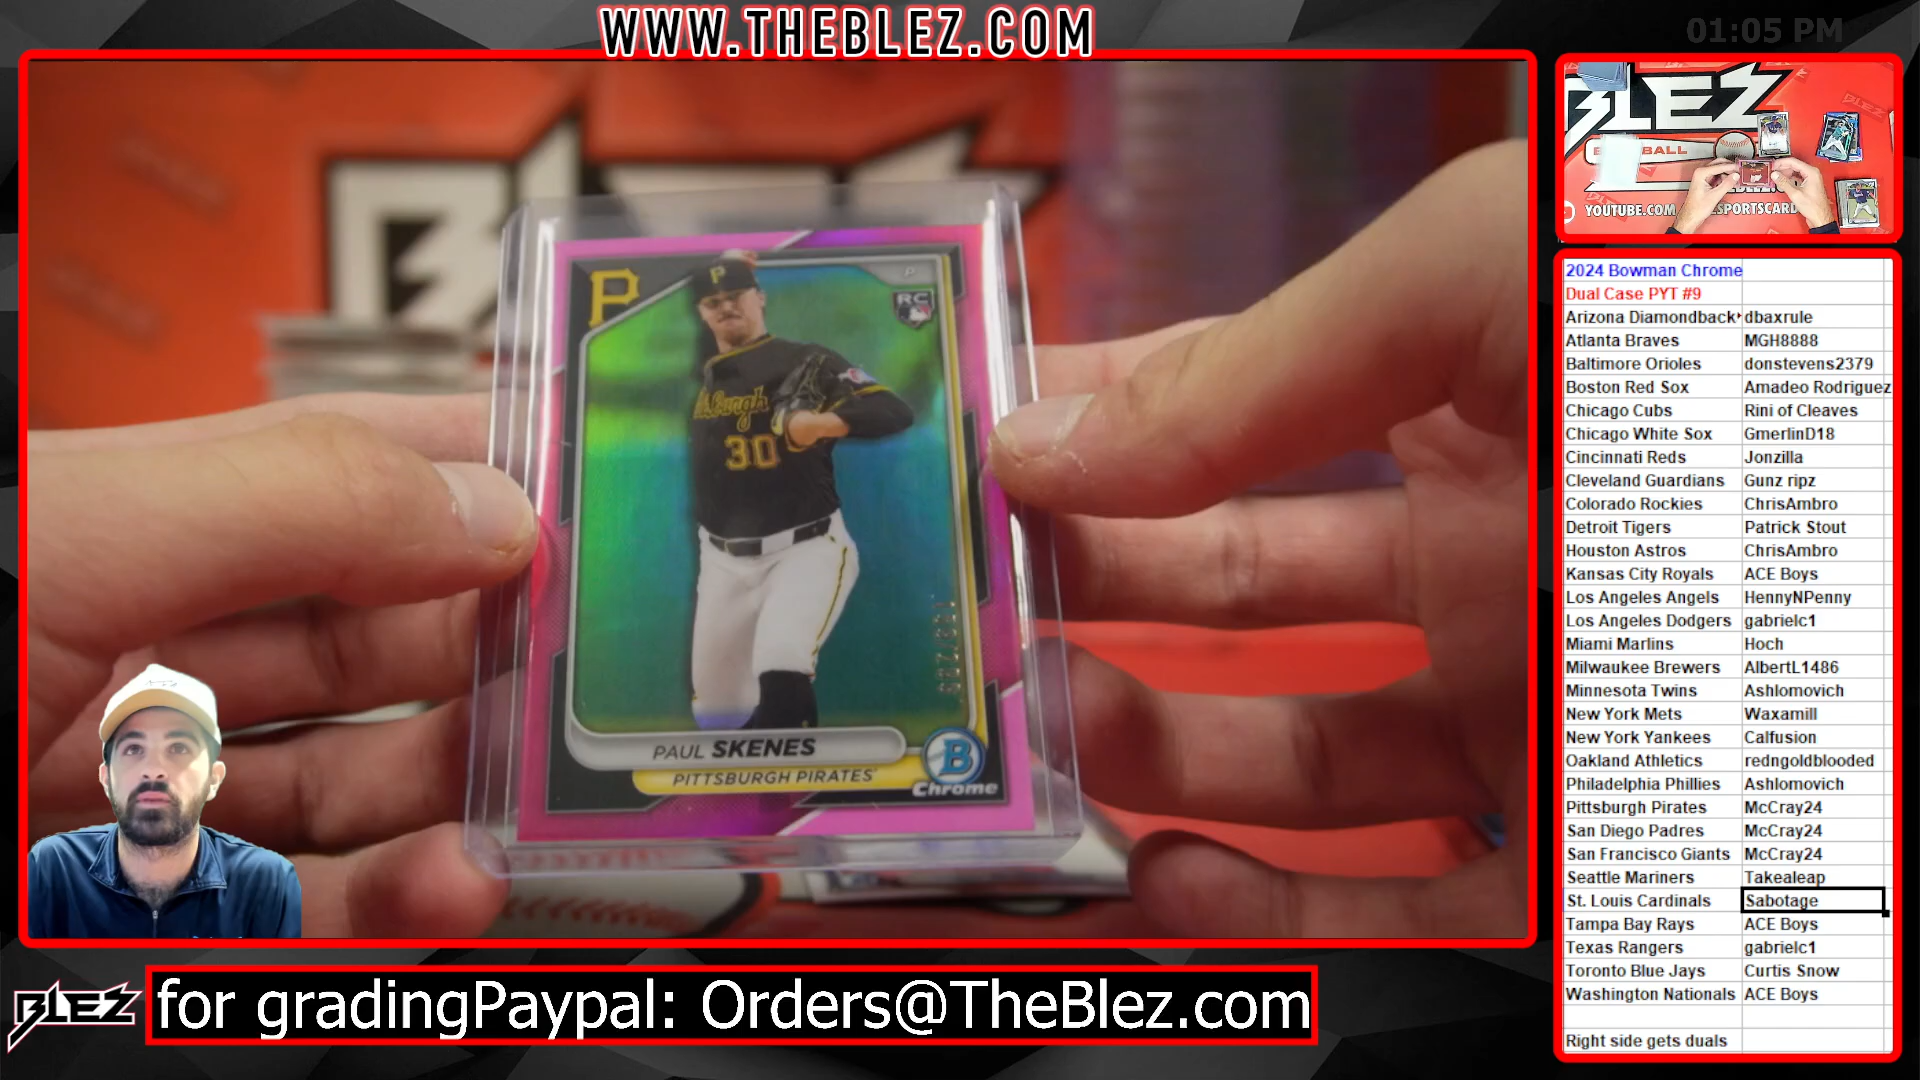 WWW.THEBLEZ.COM
01:05 PM
P
P
P
RC
30
PAUL SKENES
PITTSBURGH PIRATES
B
Chrome
BLEZ
BLEZ
YOUTUBE.COM
2024 Bowman Chrome
Dual Case PYT #9
Arizona Diamondback dbaxrule
Atlanta Braves MGH8888
Baltimore Orioles donstevens2379
Boston Red Sox Amadeo Rodriguez
Chicago Cubs Rini of Cleaves
Chicago White Sox GmerlinD18
Cincinnati Reds Jonzilla
Cleveland Guardians Gunz ripz
Colorado Rockies ChrisAmbro
Detroit Tigers Patrick Stout
Houston Astros ChrisAmbro
Kansas City Royals ACE Boys
Los Angeles Angels HennyNPenny
Los Angeles Dodgers gabrielc1
Miami Marlins Hoch
Milwaukee Brewers AlbertL1486
Minnesota Twins Ashlomovich
New York Mets Waxamill
New York Yankees Calfusion
Oakland Athletics redngoldblooded
Philadelphia Phillies Ashlomovich
Pittsburgh Pirates McCray24
San Diego Padres McCray24
San Francisco Giants McCray24
Seattle Mariners Takealeap
St. Louis Cardinals Sabotage
Tampa Bay Rays ACE Boys
Texas Rangers gabrielc1
Toronto Blue Jays Curtis Snow
Washington Nationals ACE Boys
Right side gets duals
BLEZ
for gradingPaypal: Orders@TheBlez.com